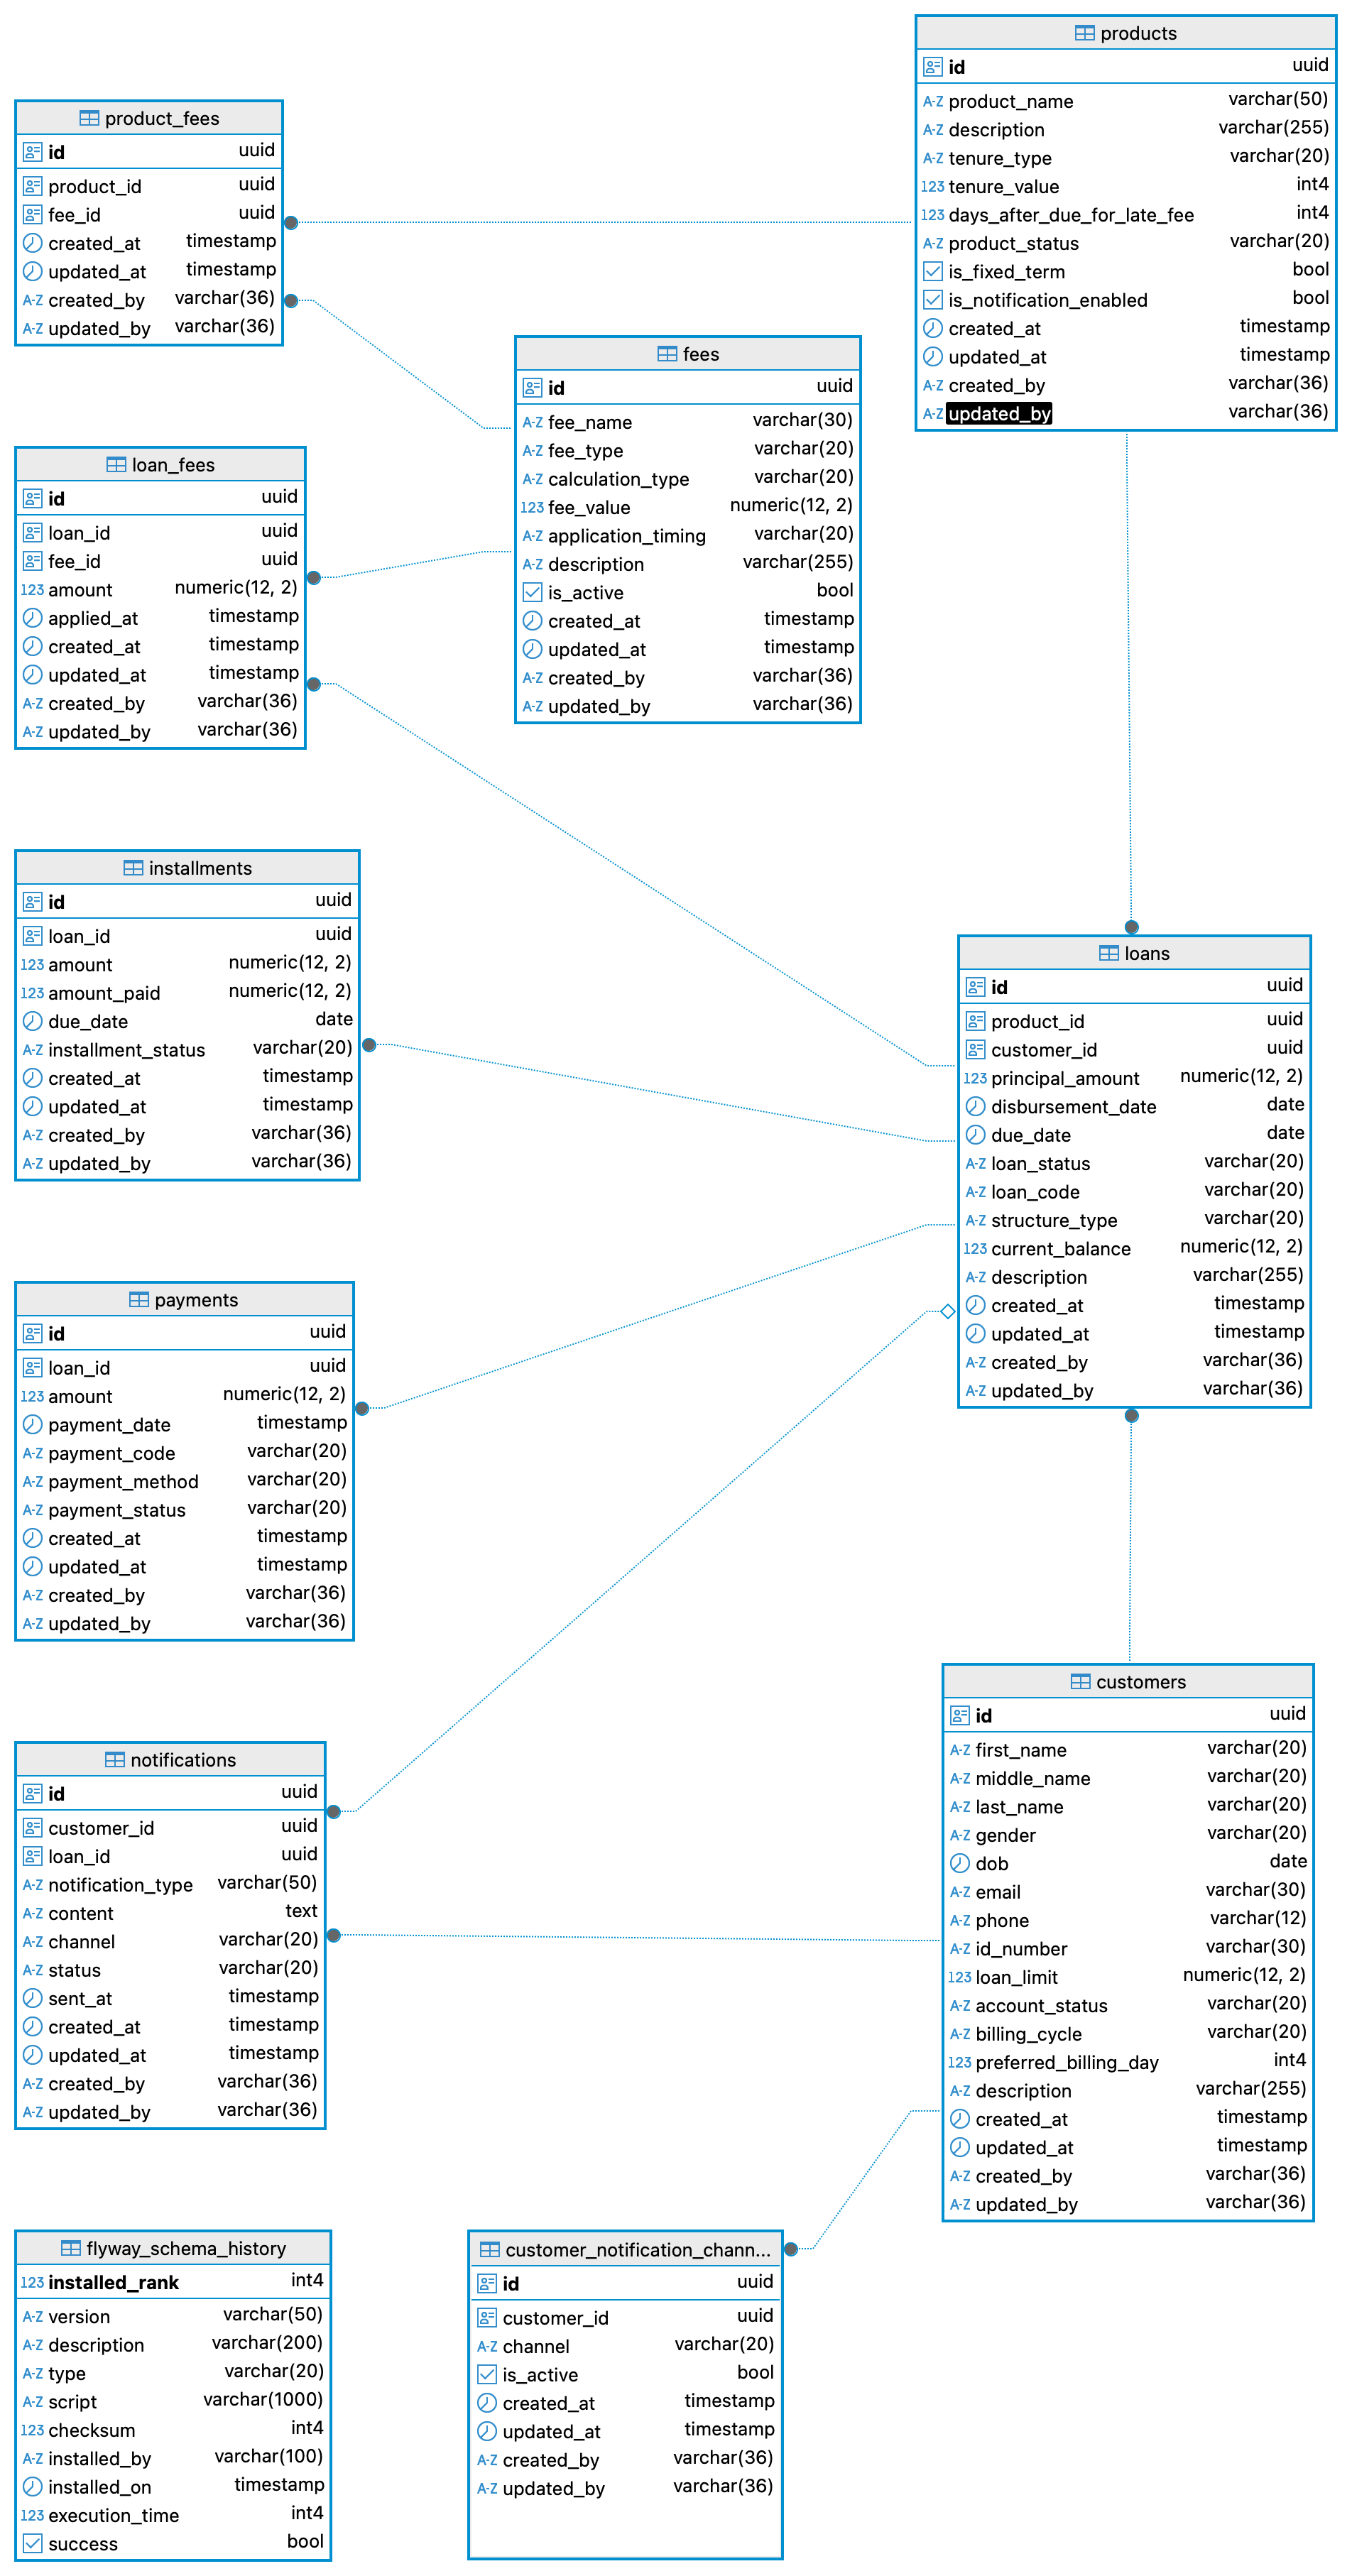 products
id uuid
product_name varchar(50)
description varchar(255)
tenure_type varchar(20)
tenure_value int4
days_after_due_for_late_fee int4
product_status varchar(20)
is_fixed_term bool
is_notification_enabled bool
created_at timestamp
updated_at timestamp
created_by varchar(36)
updated_by varchar(36)
product_fees
id uuid
product_id uuid
fee_id uuid
created_at timestamp
updated_at timestamp
created_by varchar(36)
updated_by varchar(36)
fees
id uuid
fee_name varchar(30)
fee_type varchar(20)
calculation_type varchar(20)
fee_value numeric(12, 2)
application_timing varchar(20)
description varchar(255)
is_active bool
created_at timestamp
updated_at timestamp
created_by varchar(36)
updated_by varchar(36)
loan_fees
id uuid
loan_id uuid
fee_id uuid
amount numeric(12, 2)
applied_at timestamp
created_at timestamp
updated_at timestamp
created_by varchar(36)
updated_by varchar(36)
installments
id uuid
loan_id uuid
amount numeric(12, 2)
amount_paid numeric(12, 2)
due_date date
installment_status varchar(20)
created_at timestamp
updated_at timestamp
created_by varchar(36)
updated_by varchar(36)
loans
id uuid
product_id uuid
customer_id uuid
principal_amount numeric(12, 2)
disbursement_date date
due_date date
loan_status varchar(20)
loan_code varchar(20)
structure_type varchar(20)
current_balance numeric(12, 2)
description varchar(255)
created_at timestamp
updated_at timestamp
created_by varchar(36)
updated_by varchar(36)
payments
id uuid
loan_id uuid
amount numeric(12, 2)
payment_date timestamp
payment_code varchar(20)
payment_method varchar(20)
payment_status varchar(20)
created_at timestamp
updated_at timestamp
created_by varchar(36)
updated_by varchar(36)
customers
id uuid
first_name varchar(20)
middle_name varchar(20)
last_name varchar(20)
gender varchar(20)
dob date
email varchar(30)
phone varchar(12)
id_number varchar(30)
loan_limit numeric(12, 2)
account_status varchar(20)
billing_cycle varchar(20)
preferred_billing_day int4
description varchar(255)
created_at timestamp
updated_at timestamp
created_by varchar(36)
updated_by varchar(36)
notifications
id uuid
customer_id uuid
loan_id uuid
notification_type varchar(50)
content text
channel varchar(20)
status varchar(20)
sent_at timestamp
created_at timestamp
updated_at timestamp
created_by varchar(36)
updated_by varchar(36)
flyway_schema_history
installed_rank int4
version varchar(50)
description varchar(200)
type varchar(20)
script varchar(1000)
checksum int4
installed_by varchar(100)
installed_on timestamp
execution_time int4
success bool
customer_notification_chann...
id uuid
customer_id uuid
channel varchar(20)
is_active bool
created_at timestamp
updated_at timestamp
created_by varchar(36)
updated_by varchar(36)